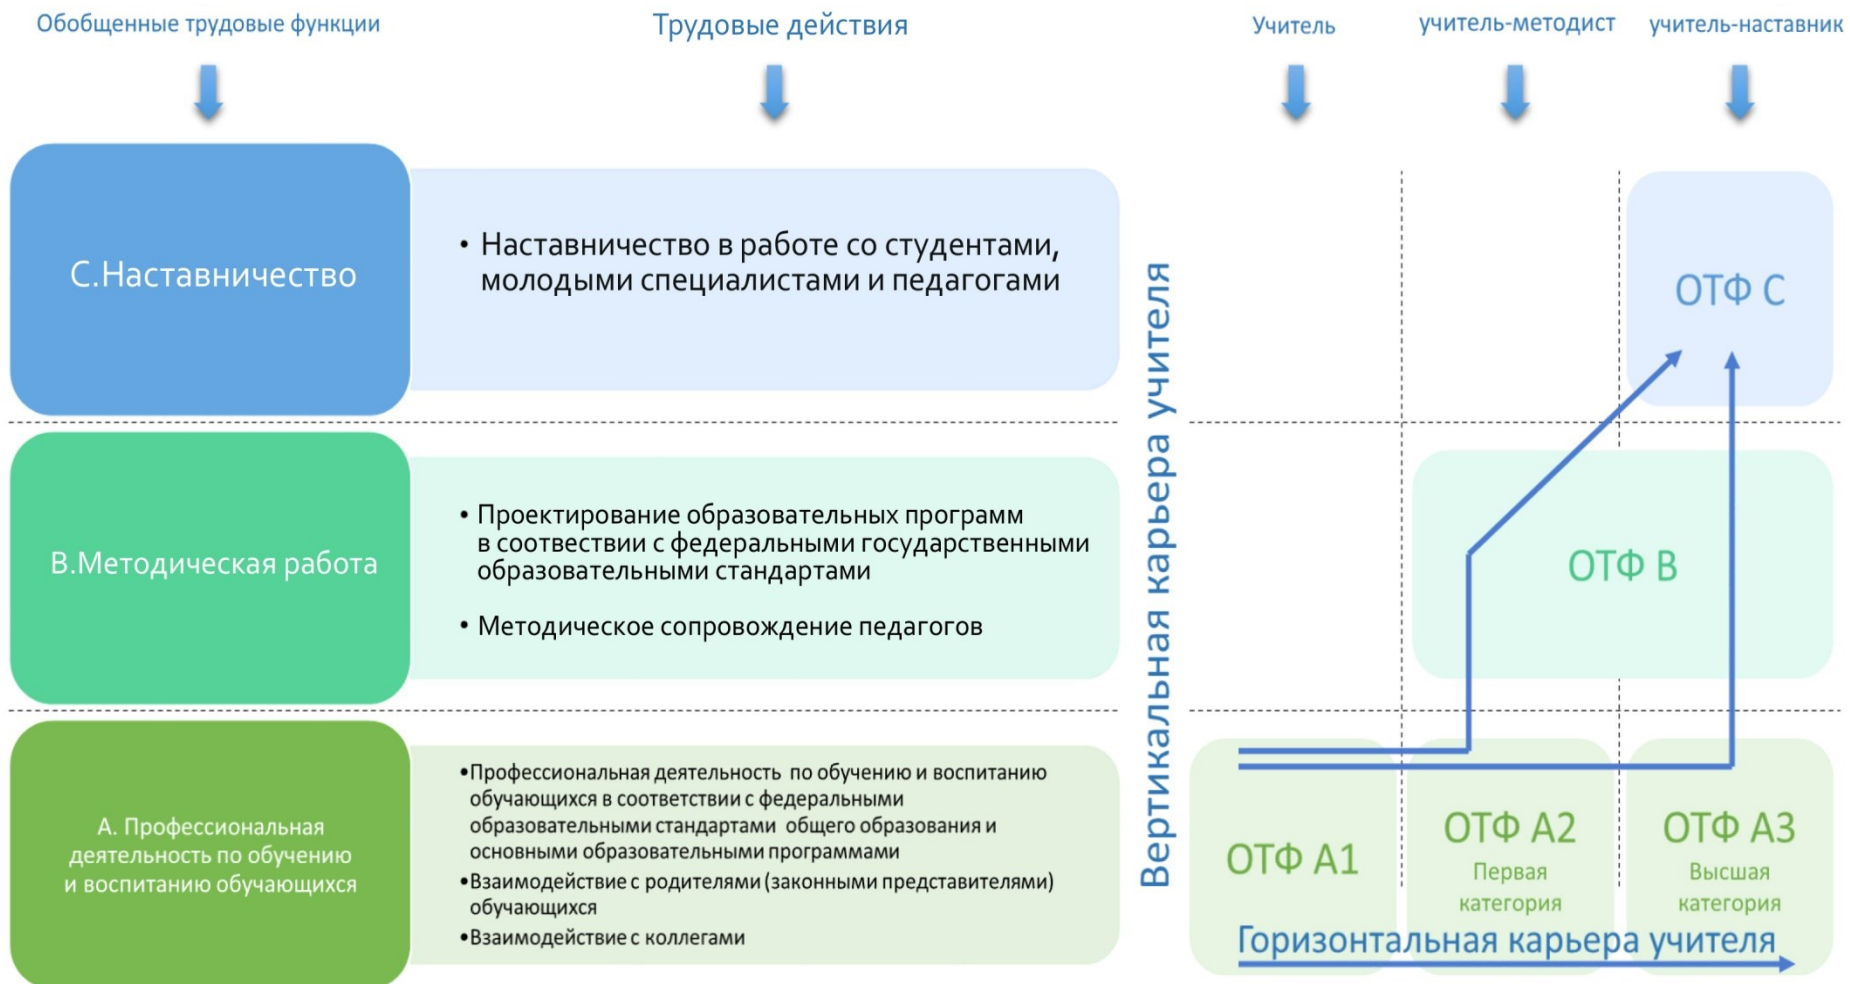 Обобщенные трудовые функции
Трудовые действия
Учитель
учитель-методист
учитель-наставник
С.Наставничество
• Наставничество в работе со студентами,
молодыми специалистами и педагогами
В.Методическая работа
• Проектирование образовательных программ
в соотвествии с федеральными государственными
образовательными стандартами
• Методическое сопровождение педагогов
А. Профессиональная
деятельность по обучению
и воспитанию обучающихся
•Профессиональная деятельность по обучению и воспитанию
обучающихся в соответствии с федеральными
образовательными стандартами общего образования и
основными образовательными программами
•Взаимодействие с родителями (законными представителями)
обучающихся
•Взаимодействие с коллегами
Вертикальная карьера учителя
ОТФ С
ОТФ В
ОТФ А1
ОТФ А2
Первая
категория
ОТФ А3
Высшая
категория
Горизонтальная карьера учителя